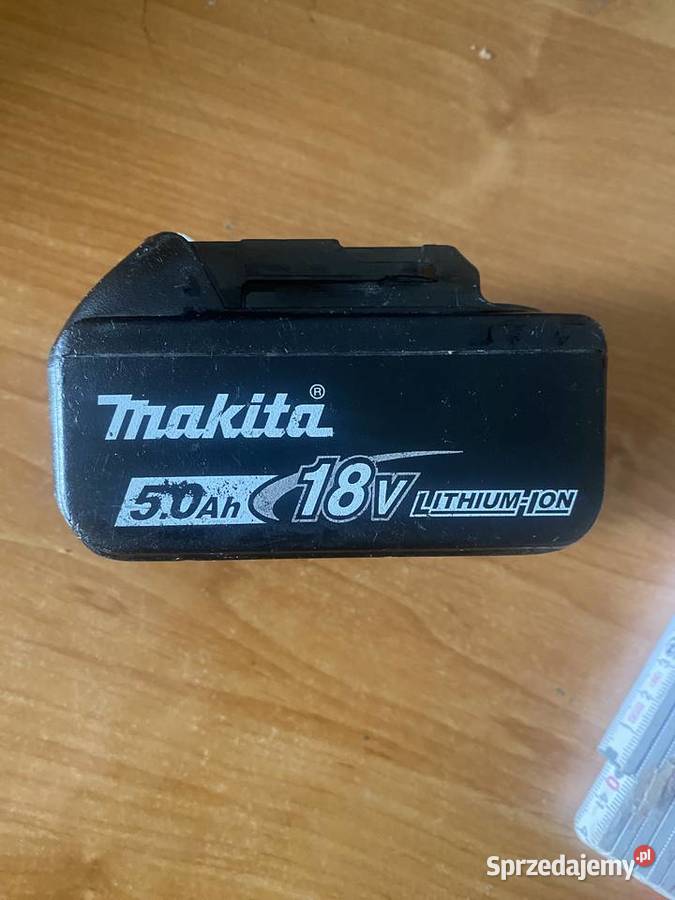 makita®
5.0Ah 18V LITHIUM-ION
Sprzedajemy.pl